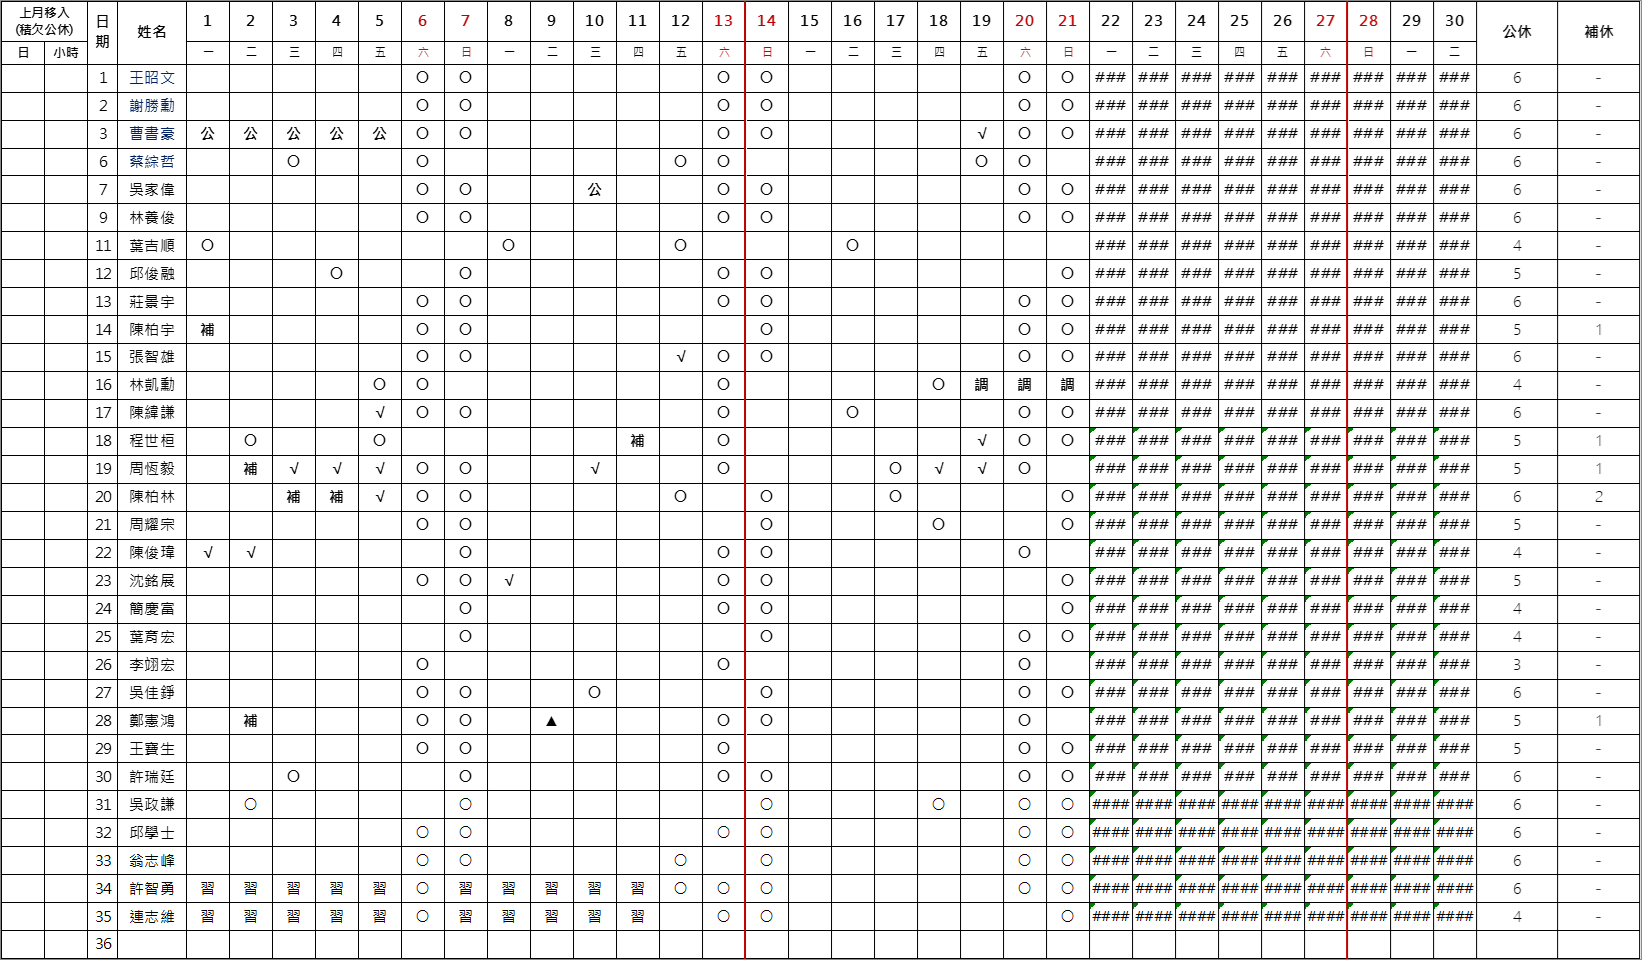 上月移入 日 姓名 1 2 3 4 5 6 7 8 9 10 11 12 13 14 15 16 17 18 19 20 21 22 23 24 25 26 27 28 29 30 公休 補休
(積欠公休) 期
日 小時 一 二 三 四 五 六 日 一 二 三 四 五 六 日 一 二 三 四 五 六 日 一 二 三 四 五 六 日 一 二
1 王昭文 O O O O O O ### ### ### ### ### ### ### ### ### 6 -
2 謝勝勳 O O O O O O ### ### ### ### ### ### ### ### ### 6 -
3 曹書豪 公 公 公 公 公 O O O O √ O O ### ### ### ### ### ### ### ### ### 6 -
6 蔡綜哲 O O O O O O ### ### ### ### ### ### ### ### ### 6 -
7 吳家偉 O O 公 O O O O ### ### ### ### ### ### ### ### ### 6 -
9 林養俊 O O O O O O ### ### ### ### ### ### ### ### ### 6 -
11 葉吉順 O O O O ### ### ### ### ### ### ### ### ### 4 -
12 邱俊融 O O O O O ### ### ### ### ### ### ### ### ### 5 -
13 莊景宇 O O O O O O ### ### ### ### ### ### ### ### ### 6 -
14 陳柏宇 補 O O O O O ### ### ### ### ### ### ### ### ### 5 1
15 張智雄 O O √ O O O O ### ### ### ### ### ### ### ### ### 6 -
16 林凱勳 O O O O 調 調 調 ### ### ### ### ### ### ### ### ### 4 -
17 陳緯謙 √ O O O O O O ### ### ### ### ### ### ### ### ### 6 -
18 程世桓 O O 補 O √ O O ### ### ### ### ### ### ### ### ### 5 1
19 周恆毅 補 √ √ √ O O √ O O √ √ O ### ### ### ### ### ### ### ### ### 5 1
20 陳柏林 補 補 √ O O O O O O ### ### ### ### ### ### ### ### ### 6 2
21 周耀宗 O O O O O ### ### ### ### ### ### ### ### ### 5 -
22 陳俊瑋 √ √ O O O O ### ### ### ### ### ### ### ### ### 4 -
23 沈銘展 O O √ O O O ### ### ### ### ### ### ### ### ### 5 -
24 簡慶富 O O O O ### ### ### ### ### ### ### ### ### 4 -
25 葉育宏 O O O O ### ### ### ### ### ### ### ### ### 4 -
26 李翊宏 O O O ### ### ### ### ### ### ### ### ### 3 -
27 吳佳錚 O O O O O O ### ### ### ### ### ### ### ### ### 6 -
28 鄭憲鴻 補 O O ▲ O O O ### ### ### ### ### ### ### ### ### 5 1
29 王寶生 O O O O O ### ### ### ### ### ### ### ### ### 5 -
30 許瑞廷 O O O O O O ### ### ### ### ### ### ### ### ### 6 -
31 吳政謙 O O O O O O #### #### #### #### #### #### #### #### #### 6 -
32 邱學士 O O O O O O #### #### #### #### #### #### #### #### #### 6 -
33 翁志峰 O O O O O O #### #### #### #### #### #### #### #### #### 6 -
34 許智勇 習 習 習 習 習 O 習 習 習 習 習 O O O O O #### #### #### #### #### #### #### #### #### 6 -
35 連志維 習 習 習 習 習 O 習 習 習 習 習 O O O #### #### #### #### #### #### #### #### #### 4 -
36